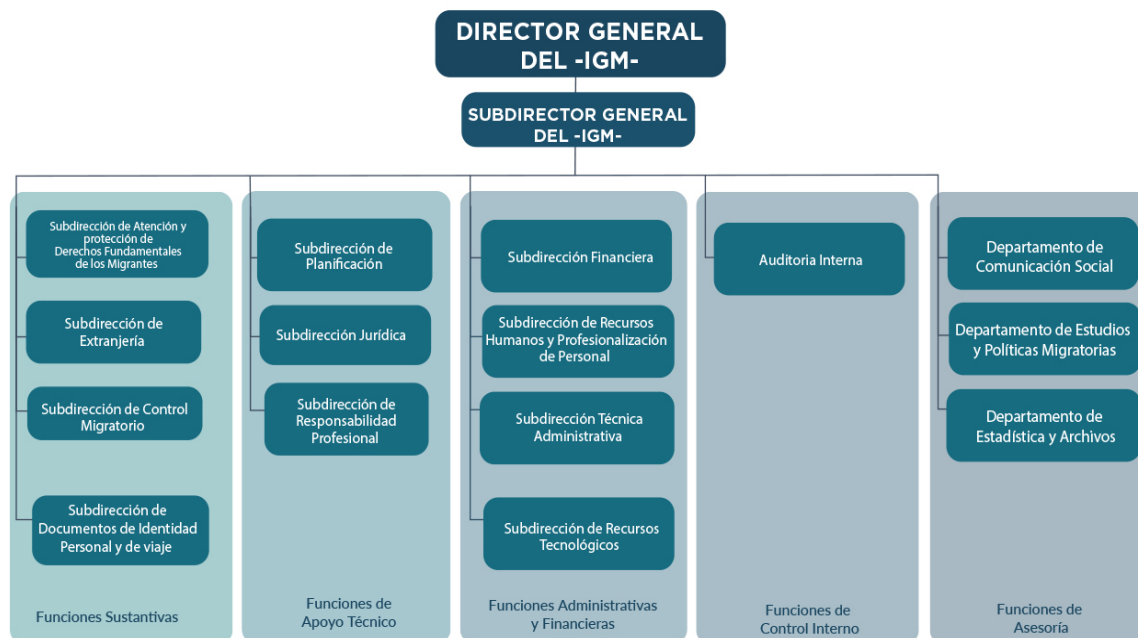 DIRECTOR GENERAL
DEL -IGM-
SUBDIRECTOR GENERAL
DEL -IGM-
Subdirección de Atención y
protección de
Derechos Fundamentales
de los Migrantes
Subdirección de
Extranjería
Subdirección de Control
Migratorio
Subdirección de
Documentos de Identidad
Personal y de viaje
Funciones Sustantivas
Subdirección de
Planificación
Subdirección Jurídica
Subdirección de
Responsabilidad
Profesional
Funciones de
Apoyo Técnico
Subdirección Financiera
Subdirección de Recursos
Humanos y Profesionalización
de Personal
Subdirección Técnica
Administrativa
Subdirección de Recursos
Tecnológicos
Funciones Administrativas
y Financieras
Auditoria Interna
Funciones de
Control Interno
Departamento de
Comunicación Social
Departamento de Estudios
y Políticas Migratorias
Departamento de
Estadística y Archivos
Funciones de
Asesoría